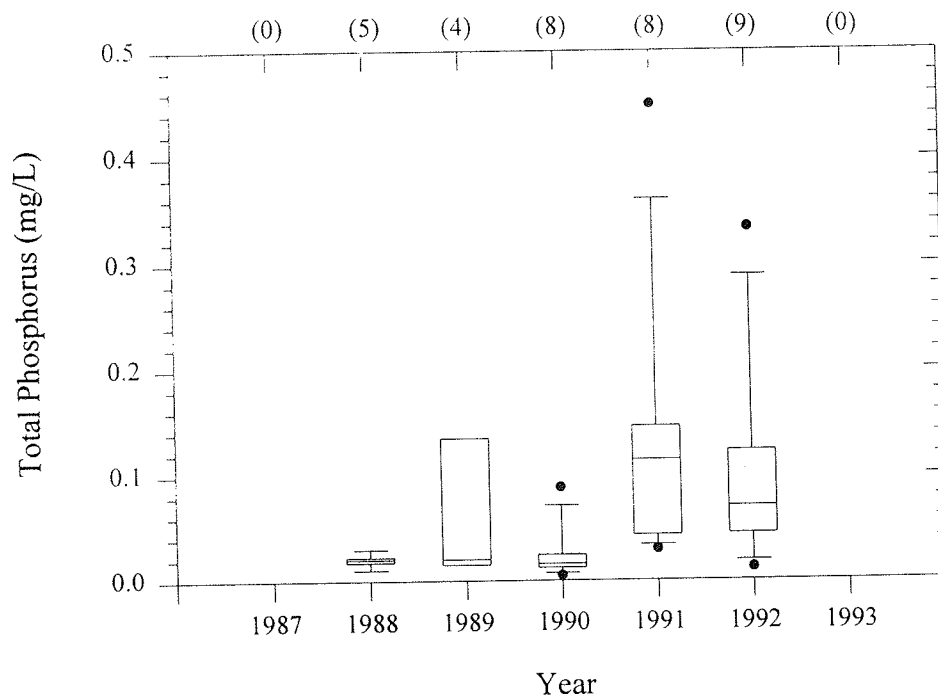 (0) (5) (4) (8) (8) (9) (0)
0.5
0.4
0.3
0.2
0.1
0.0
Total Phosphorus (mg/L)
1987 1988 1989 1990 1991 1992 1993
Year